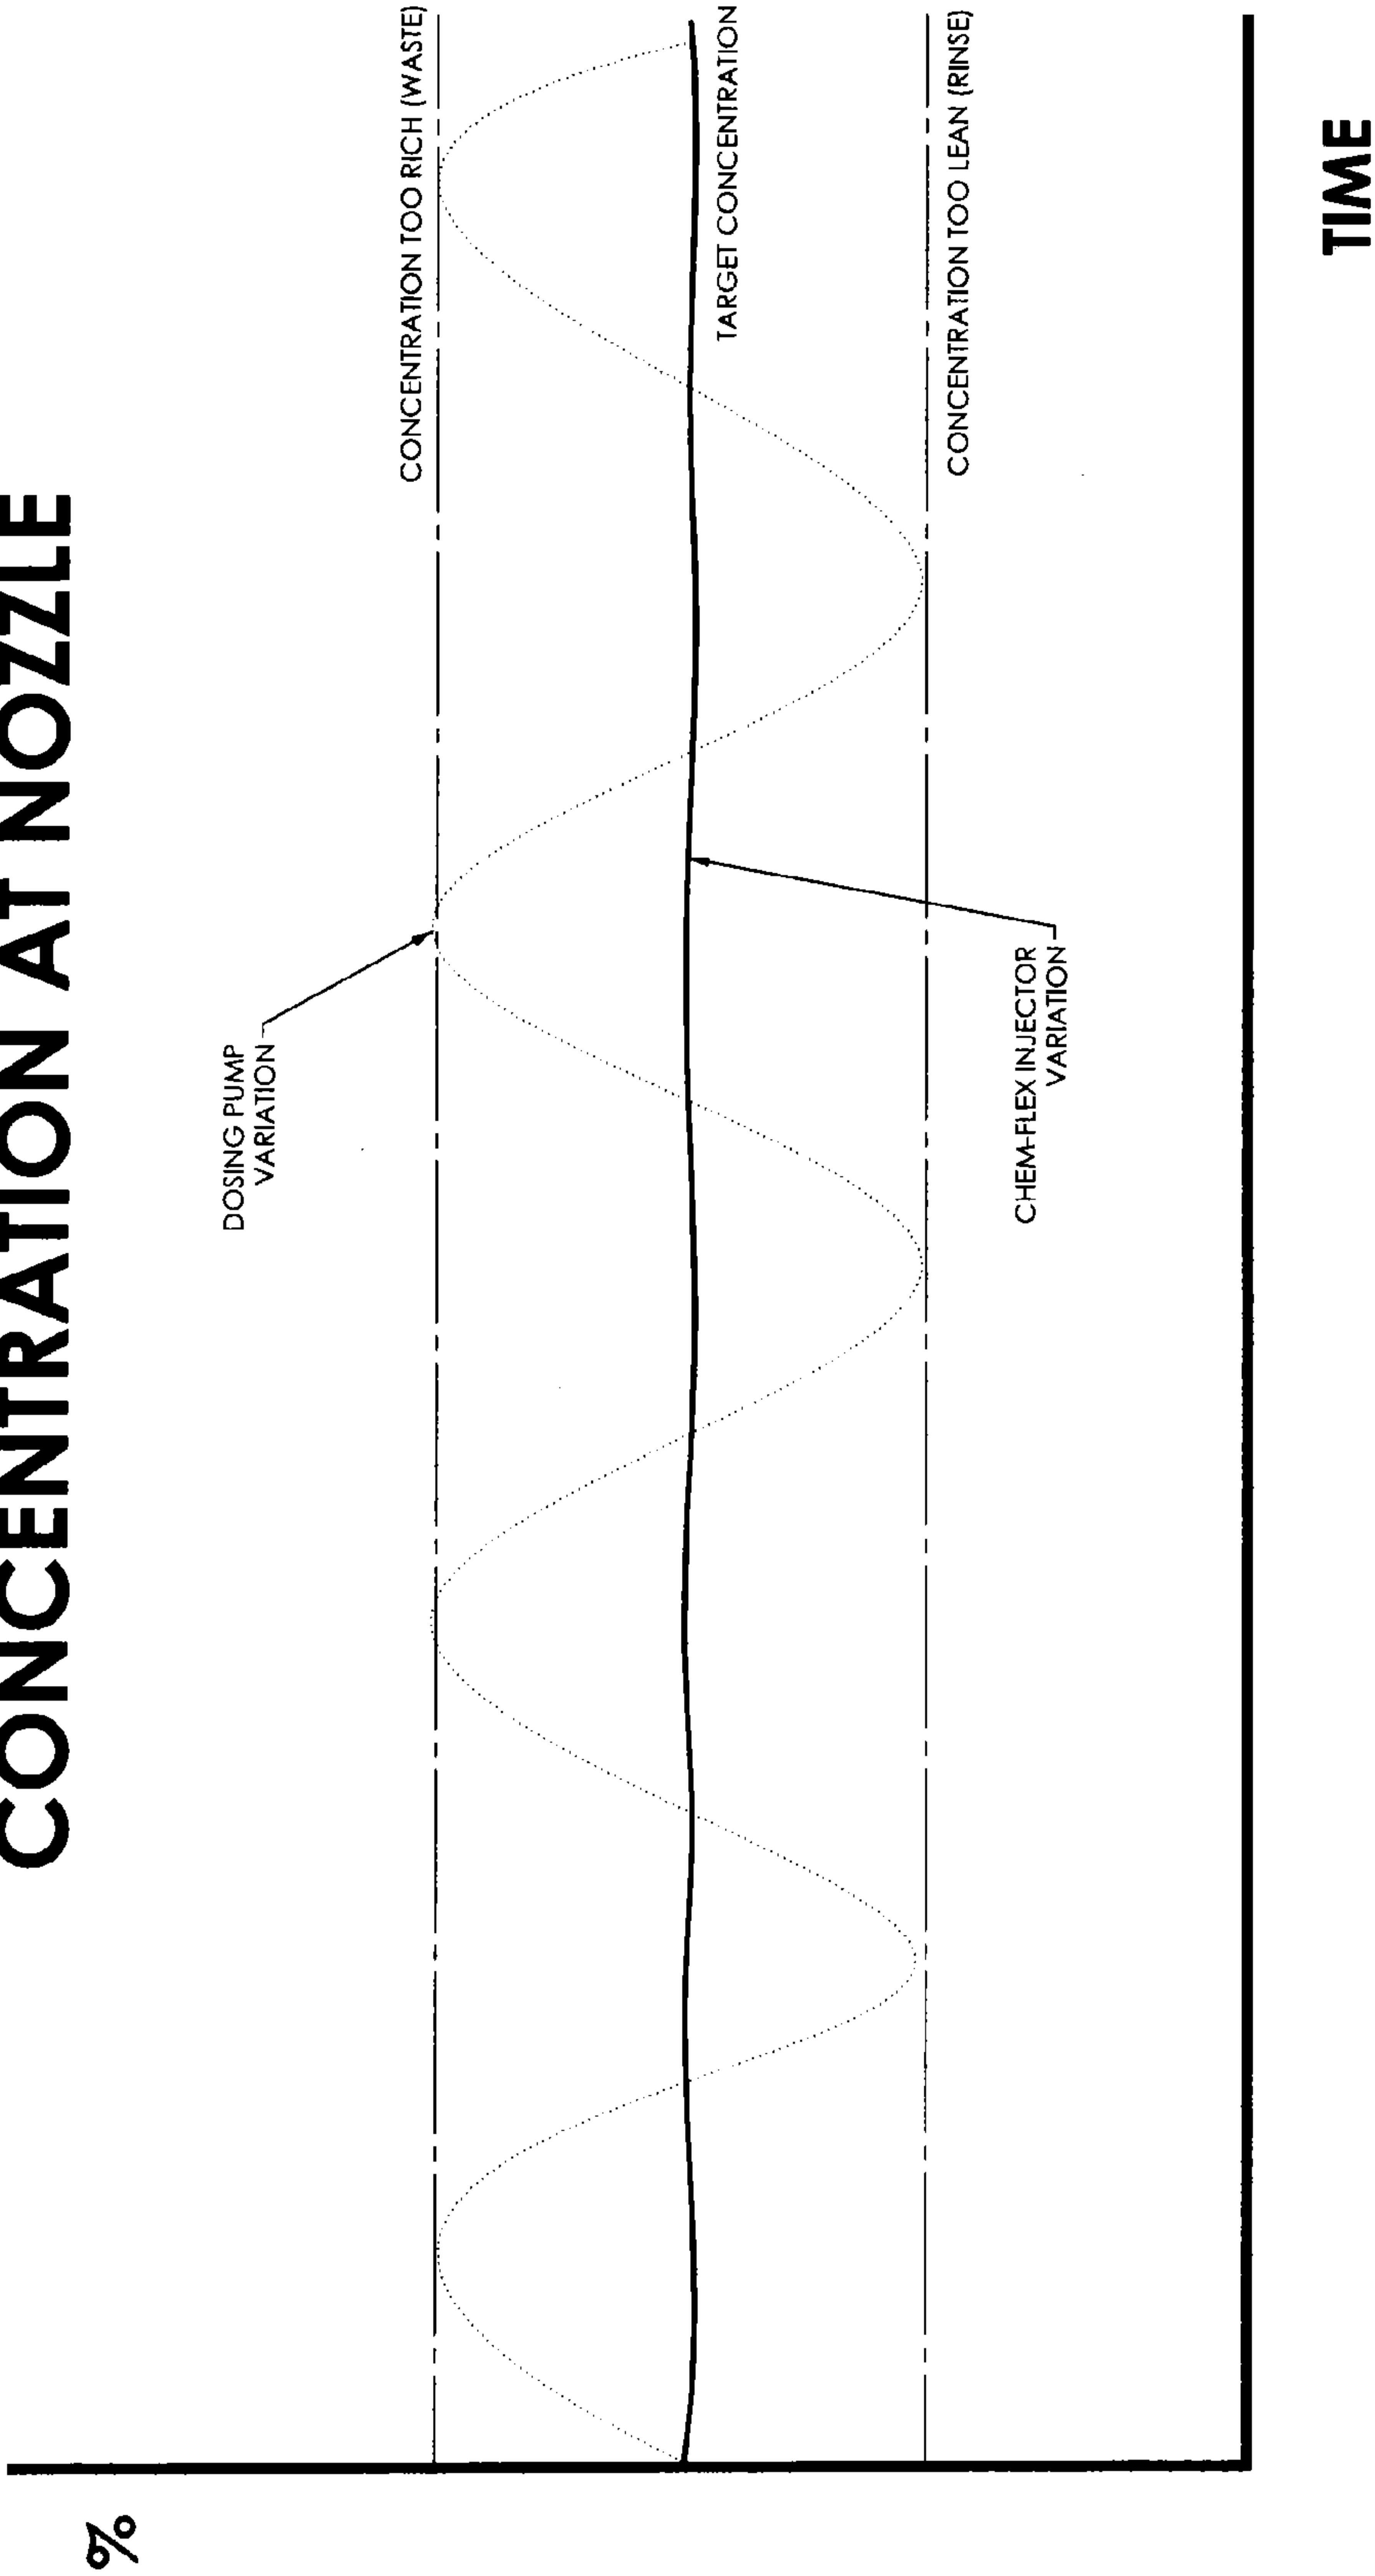 CONCENTRATION AT NOZZLE
%
DOSING PUMP
VARIATION
CONCENTRATION TOO RICH (WASTE)
TARGET CONCENTRATION
CONCENTRATION TOO LEAN (RINSE)
CHEM-FLEX INJECTOR
VARIATION
TIME